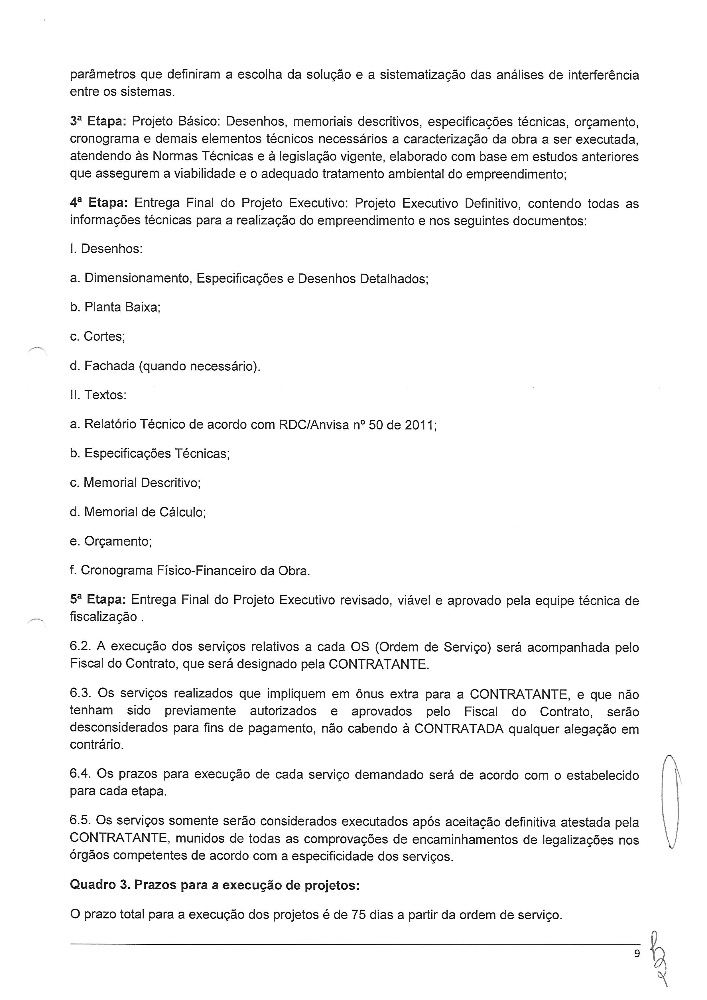 parâmetros que definiram a escolha da solução e a sistematização das análises de interferência
entre os sistemas.
3ª Etapa: Projeto Básico: Desenhos, memoriais descritivos, especificações técnicas, orçamento,
cronograma e demais elementos técnicos necessários a caracterização da obra a ser executada,
atendendo às Normas Técnicas e à legislação vigente, elaborado com base em estudos anteriores
que assegurem a viabilidade e o adequado tratamento ambiental do empreendimento;
4ª Etapa: Entrega Final do Projeto Executivo: Projeto Executivo Definitivo, contendo todas as
informações técnicas para a realização do empreendimento e nos seguintes documentos:
I. Desenhos:
a. Dimensionamento, Especificações e Desenhos Detalhados;
b. Planta Baixa;
c. Cortes;
d. Fachada (quando necessário).
II. Textos:
a. Relatório Técnico de acordo com RDC/Anvisa nº 50 de 2011;
b. Especificações Técnicas;
c. Memorial Descritivo;
d. Memorial de Cálculo;
e. Orçamento;
f. Cronograma Físico-Financeiro da Obra.
5ª Etapa: Entrega Final do Projeto Executivo revisado, viável e aprovado pela equipe técnica de
fiscalização .
6.2. A execução dos serviços relativos a cada OS (Ordem de Serviço) será acompanhada pelo
Fiscal do Contrato, que será designado pela CONTRATANTE.
6.3. Os serviços realizados que impliquem em ônus extra para a CONTRATANTE, e que não
tenham sido previamente autorizados e aprovados pelo Fiscal do Contrato, serão
desconsiderados para fins de pagamento, não cabendo à CONTRATADA qualquer alegação em
contrário.
6.4. Os prazos para execução de cada serviço demandado será de acordo com o estabelecido
para cada etapa.
6.5. Os serviços somente serão considerados executados após aceitação definitiva atestada pela
CONTRATANTE, munidos de todas as comprovações de encaminhamentos de legalizações nos
órgãos competentes de acordo com a especificidade dos serviços.
Quadro 3. Prazos para a execução de projetos:
O prazo total para a execução dos projetos é de 75 dias a partir da ordem de serviço.
9